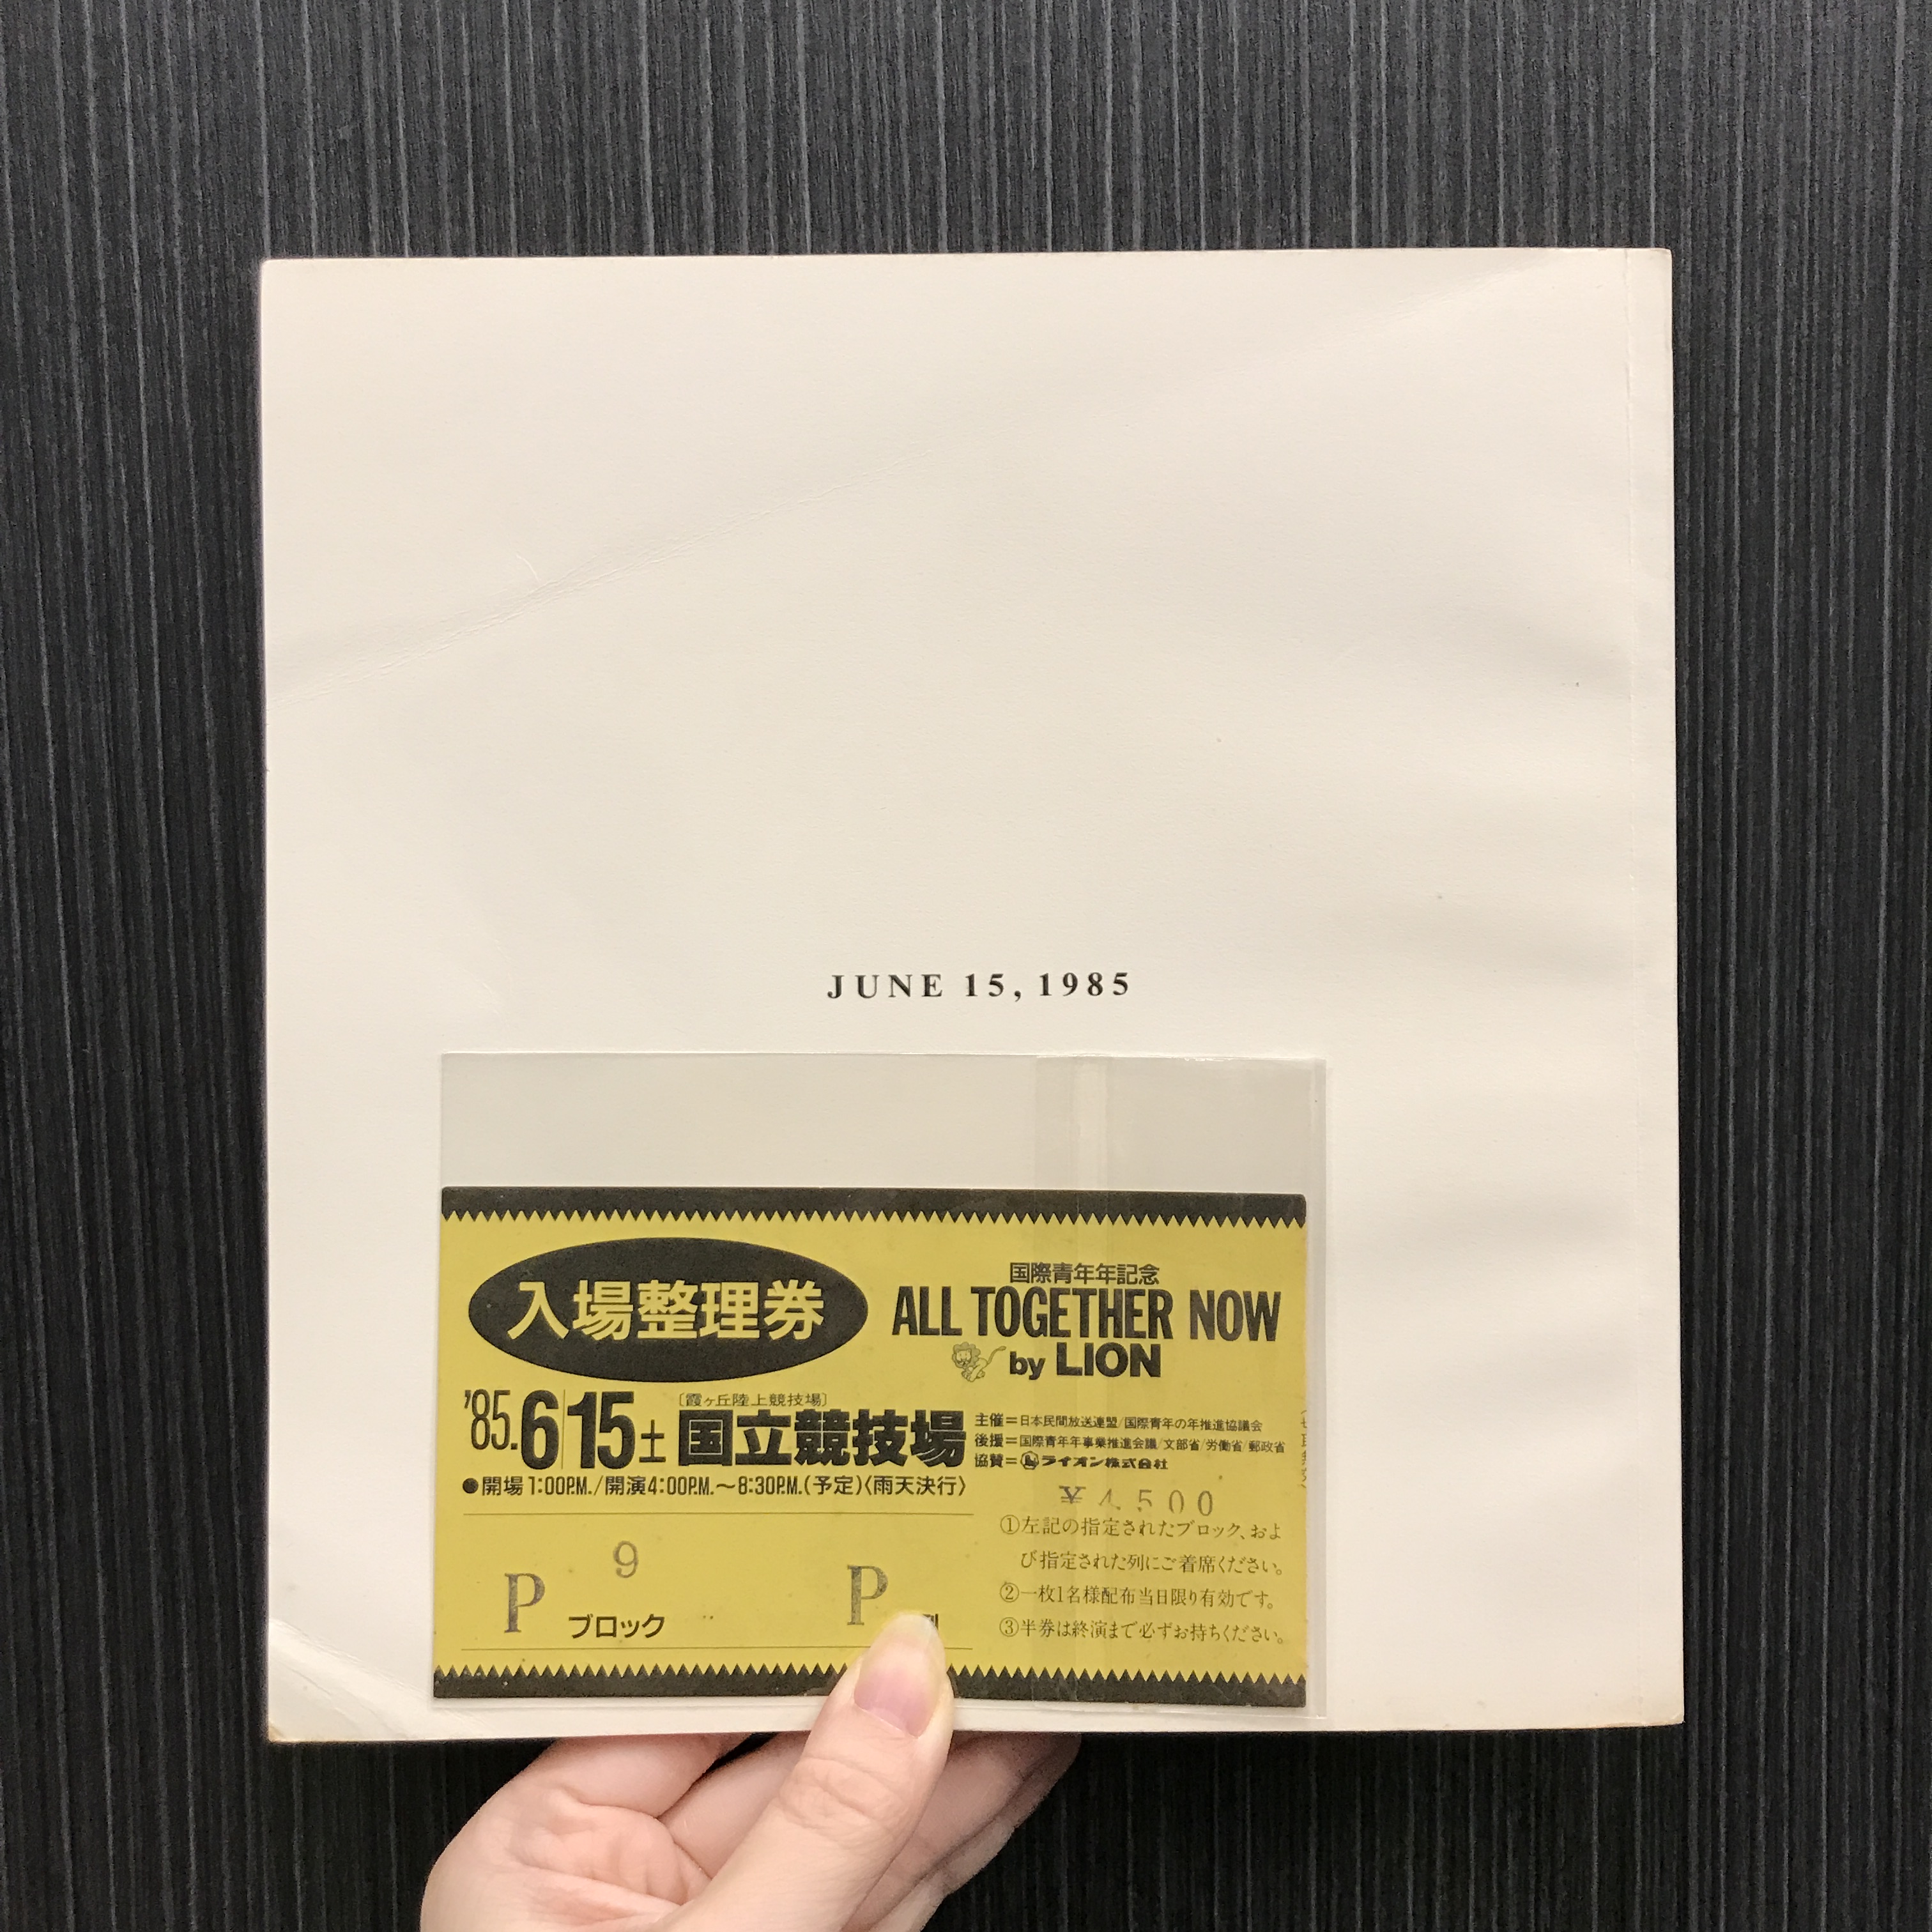 JUNE 15, 1985
入場整理券
国際青年年記念
ALL TOGETHER NOW
by LION
'85.6/15土
〔霞ヶ丘陸上競技場〕
国立競技場
●開場1:00P.M./開演4:00P.M.～8:30P.M.(予定)〈雨天決行〉
主催＝日本民間放送連盟/国際青年の年推進協議会
後援＝国際青年年事業推進会議/文部省/労働省/郵政省
協賛＝ライオン株式会社
¥4,500
9
P ブロック
P
①左記の指定されたブロック、およ
び指定された列にご着席ください。
②一枚1名様配布当日限り有効です。
③半券は終演まで必ずお持ちください。